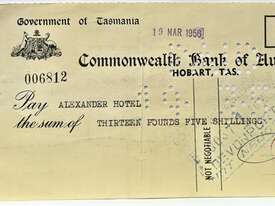 Government of Tasmania
19 MAR 1956
006812
Commonwealth Bank of Au
HOBART, TAS.
Pay ALEXANDER HOTEL
the sum of THIRTEEN POUNDS FIVE SHILLINGS
NOT NEGOTIABLE